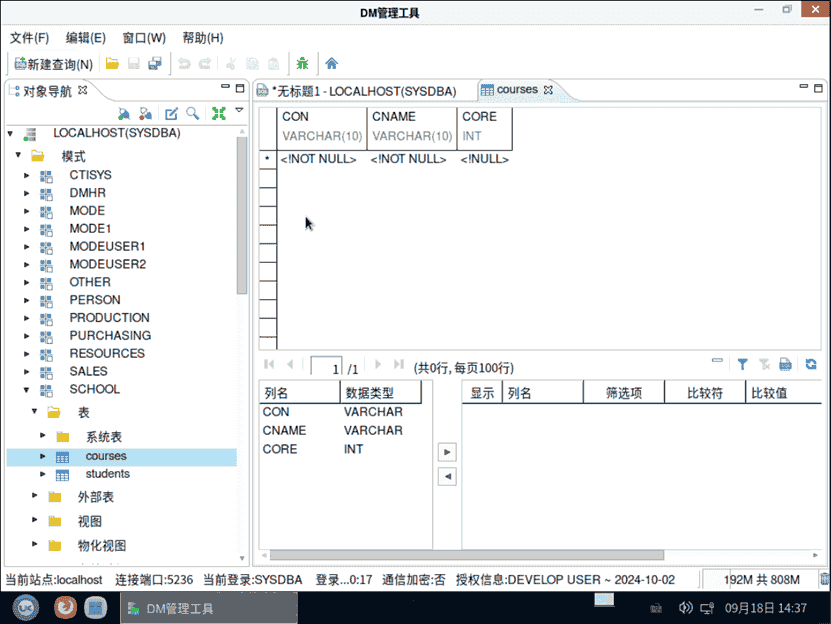 DM管理工具
文件(F) 编辑(E) 窗口(W) 帮助(H)
新建查询(N)
对象导航
*无标题1 - LOCALHOST(SYSDBA) courses
LOCALHOST(SYSDBA)
模式
CTISYS
DMHR
MODE
MODE1
MODEUSER1
MODEUSER2
OTHER
PERSON
PRODUCTION
PURCHASING
RESOURCES
SALES
SCHOOL
表
系统表
courses
students
外部表
视图
物化视图
CON CNAME CORE
VARCHAR(10) VARCHAR(10) INT
* <!NOT NULL> <!NOT NULL> <!NULL>
1 /1 (共0行, 每页100行)
列名 数据类型
CON VARCHAR
CNAME VARCHAR
CORE INT
显示 列名 筛选项 比较符 比较值
当前站点:localhost 连接端口:5236 当前登录:SYSDBA 登录...0:17 通信加密:否 授权信息:DEVELOP USER ~ 2024-10-02 192M 共 808M
DM管理工具 09月18日 14:37